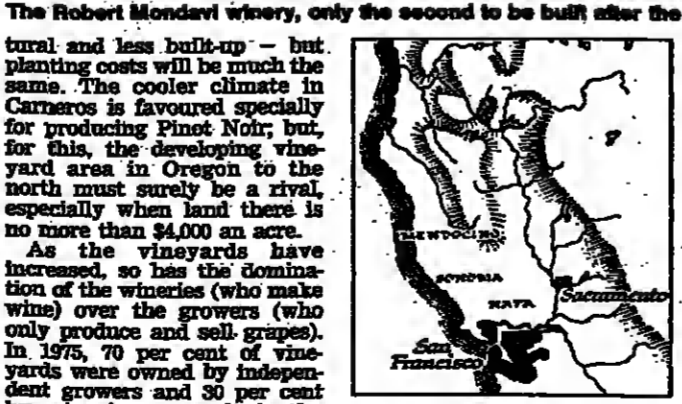 The Robert Mondavi winery, only the second to be built after the
tural and less built-up — but
planting costs will be much the
same. The cooler climate in
Carneros is favoured specially
for producing Pinot Noir; but,
for this, the developing vine-
yard area in Oregon to the
north must surely be a rival,
especially when land there is
no more than $4,000 an acre.
As the vineyards have
increased, so has the domina-
tion of the wineries (who make
wine) over the growers (who
only produce and sell grapes).
In 1975, 70 per cent of vine-
yards were owned by indepen-
dent growers and 30 per cent
MENDOCINO
SONOMA
NAPA
Sacramento
San
Francisco